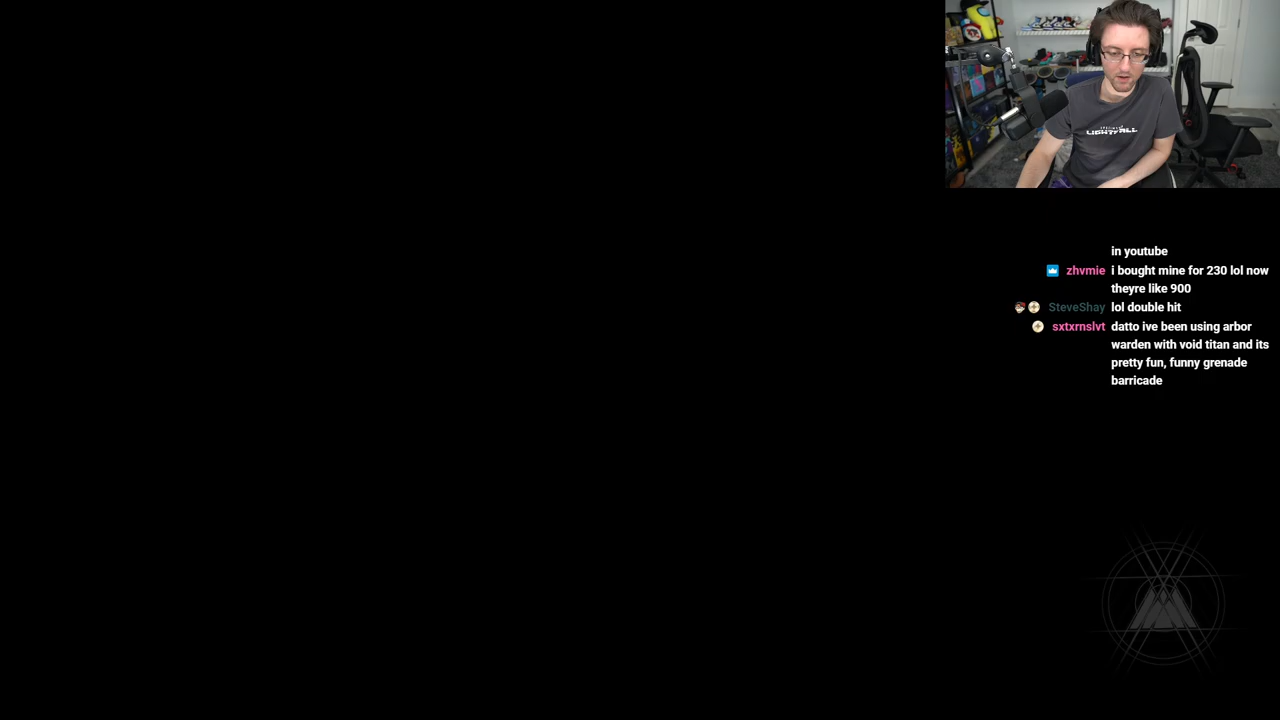 LIGHTFALL
in youtube
zhvmie i bought mine for 230 lol now
theyre like 900
SteveShay lol double hit
sxtxrnslvt datto ive been using arbor
warden with void titan and its
pretty fun, funny grenade
barricade